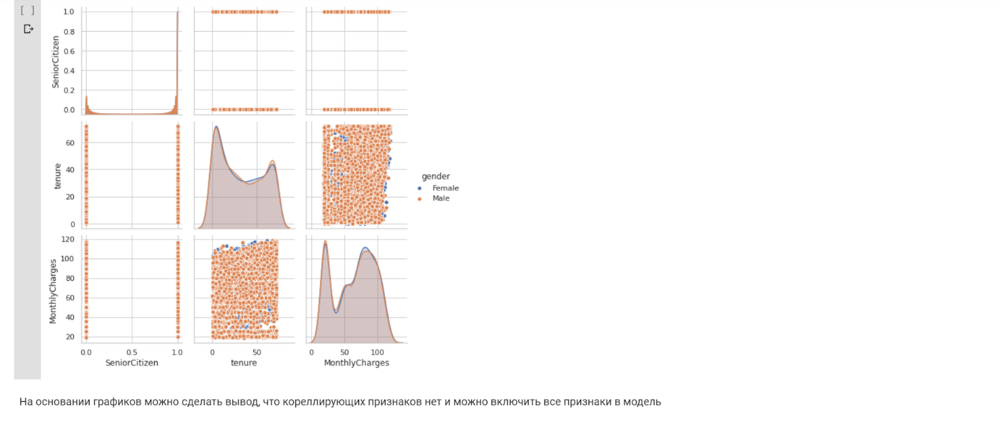 [ ]
1.0
0.8
0.6
0.4
0.2
0.0
SeniorCitizen
60
40
20
0
tenure
gender
Female
Male
120
100
80
60
40
20
MonthlyCharges
0.0 0.5 1.0 0 50 0 50 100
SeniorCitizen tenure MonthlyCharges
На основании графиков можно сделать вывод, что кореллирующих признаков нет и можно включить все признаки в модель